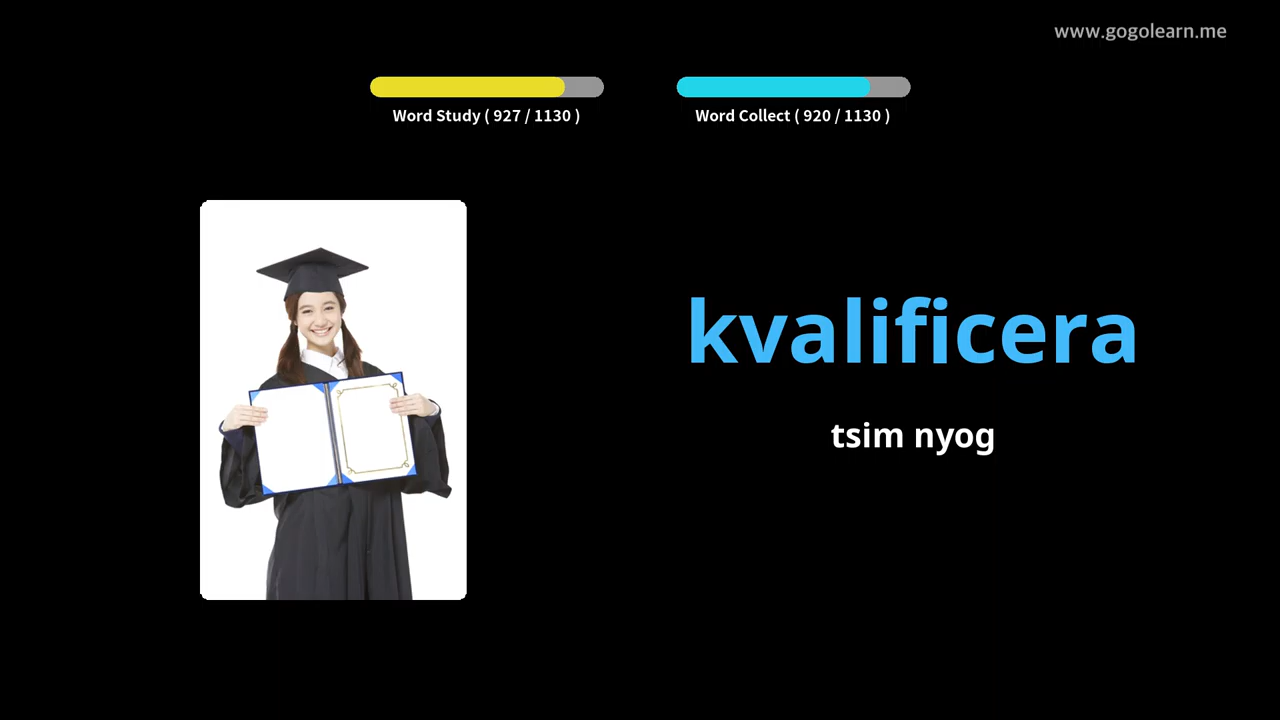 www.gogolearn.me
Word Study ( 927 / 1130 )
Word Collect ( 920 / 1130 )
kvalificera
tsim nyog